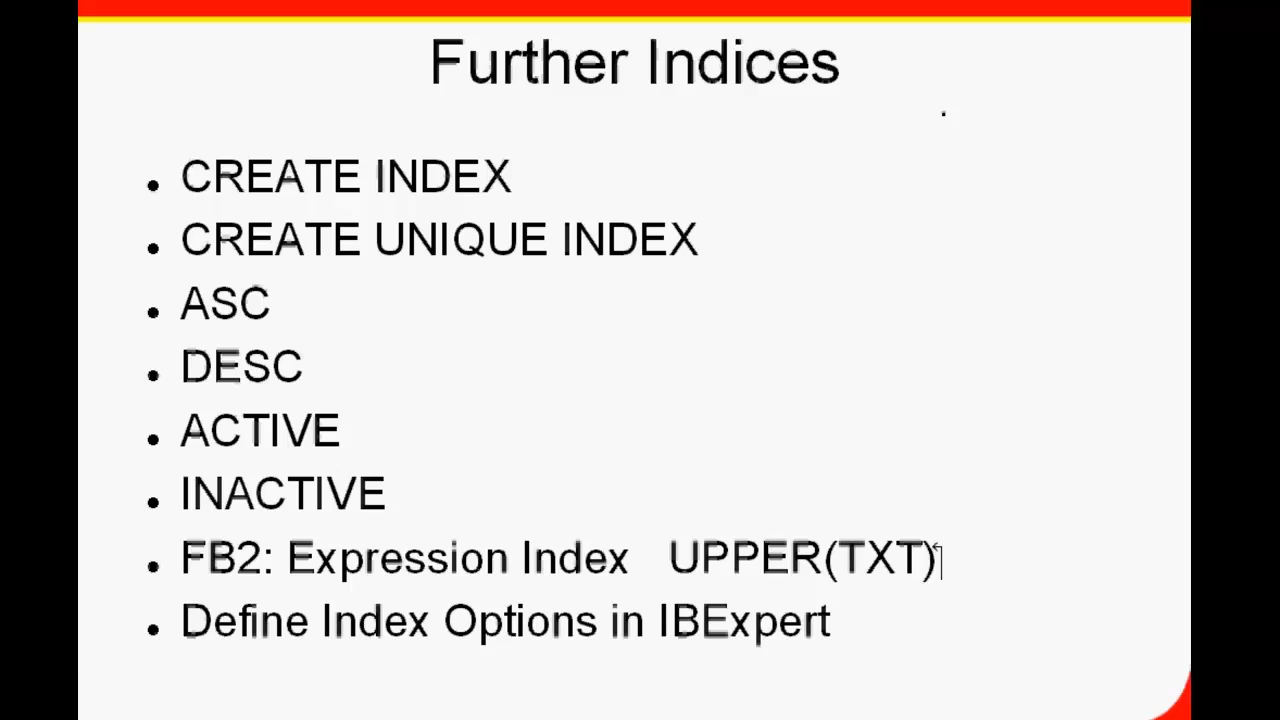 Further Indices
CREATE INDEX
CREATE UNIQUE INDEX
ASC
DESC
ACTIVE
INACTIVE
FB2: Expression Index UPPER(TXT)
Define Index Options in IBExpert